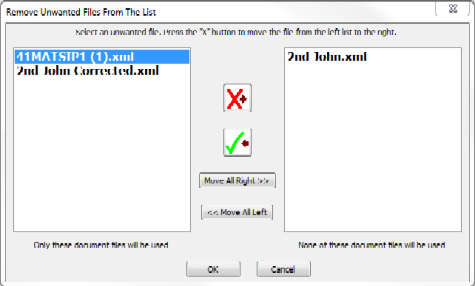 Remove Unwanted Files From The List
Select an unwanted file. Press the "X" button to move the file from the left list to the right.
41MATSIP1 (1).xml
2nd John Corrected.xml
2nd John.xml
Move All Right >>
<< Move All Left
Only these document files will be used
None of these document files will be used
OK
Cancel